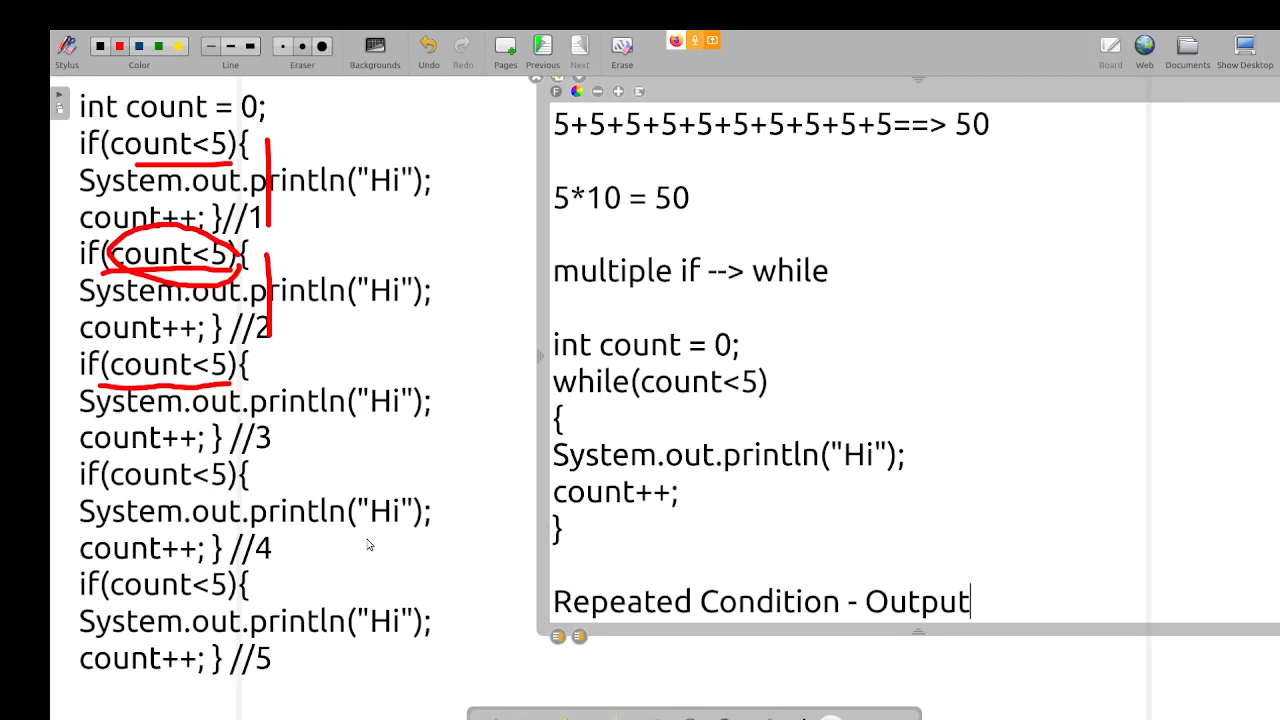 Stylus
Color
Line
Eraser
Backgrounds
Undo
Redo
Pages
Previous
Next
Erase
Board
Web
Documents
Show Desktop
int count = 0;
if(count<5){
System.out.println("Hi");
count++; }//1
if(count<5){
System.out.println("Hi");
count++; } //2
if(count<5){
System.out.println("Hi");
count++; } //3
if(count<5){
System.out.println("Hi");
count++; } //4
if(count<5){
System.out.println("Hi");
count++; } //5
5+5+5+5+5+5+5+5+5+5==> 50
5*10 = 50
multiple if --> while
int count = 0;
while(count<5)
{
System.out.println("Hi");
count++;
}
Repeated Condition - Output